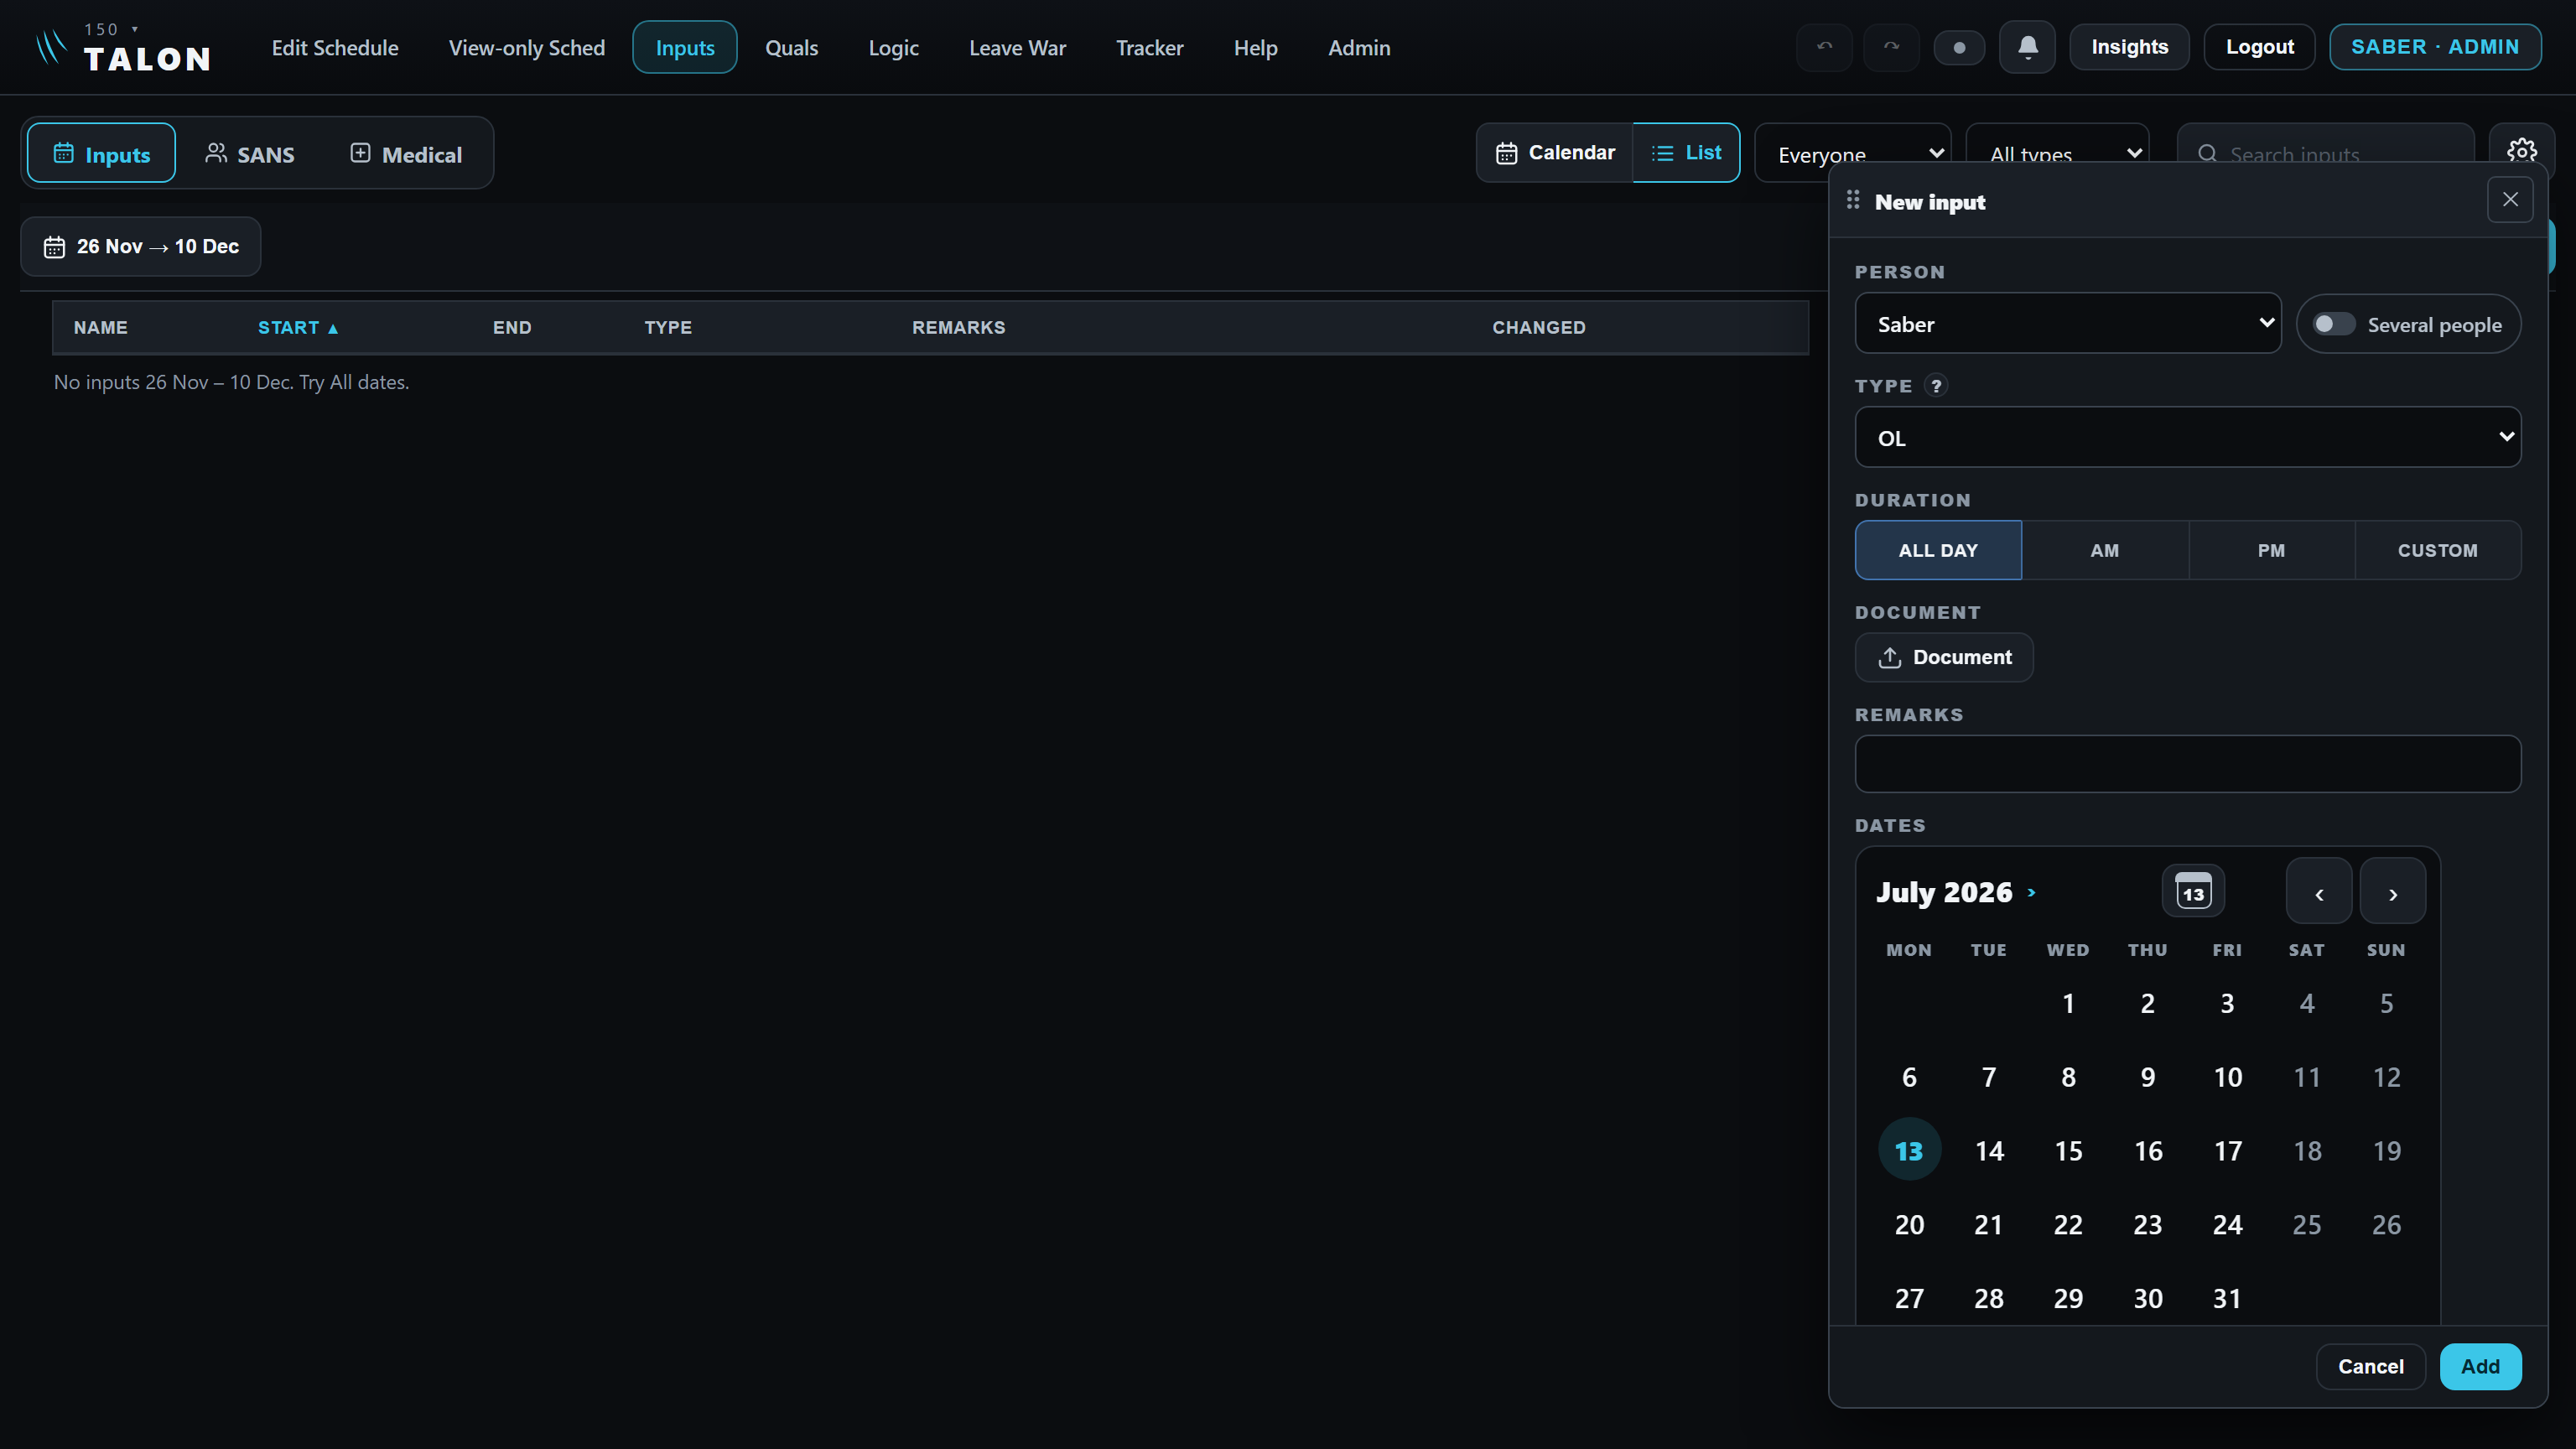 150 ▾
TALON
Edit Schedule
View-only Sched
Inputs
Quals
Logic
Leave War
Tracker
Help
Admin
Insights
Logout
SABER · ADMIN
Inputs
SANS
Medical
Calendar
List
Everyone
All types
Search inputs
26 Nov → 10 Dec
NAME
START ▲
END
TYPE
REMARKS
CHANGED
No inputs 26 Nov – 10 Dec. Try All dates.
New input
PERSON
Saber
Several people
TYPE ?
OL
DURATION
ALL DAY
AM
PM
CUSTOM
DOCUMENT
Document
REMARKS
DATES
July 2026 ›
13
‹
›
MON TUE WED THU FRI SAT SUN
1 2 3 4 5
6 7 8 9 10 11 12
13 14 15 16 17 18 19
20 21 22 23 24 25 26
27 28 29 30 31
Cancel
Add